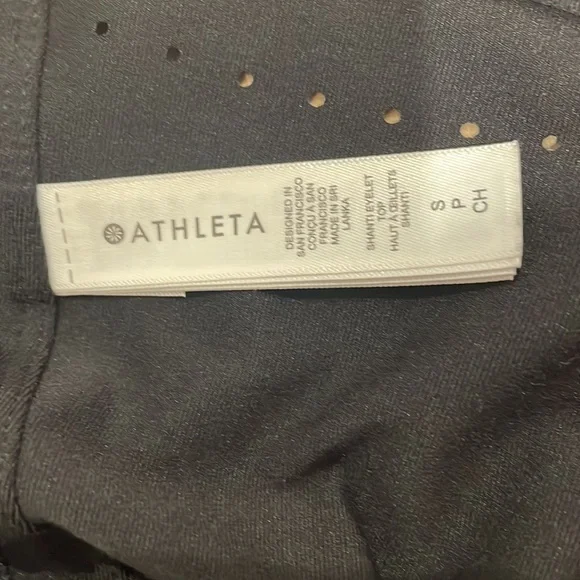 ATHLETA
DESIGNED IN
SAN FRANCISCO
CONÇU À SAN
FRANCISCO
MADE IN SRI
LANKA
SHANTI EYELET
TOP
HAUT À ŒILLETS
SHANTI
S
P
CH